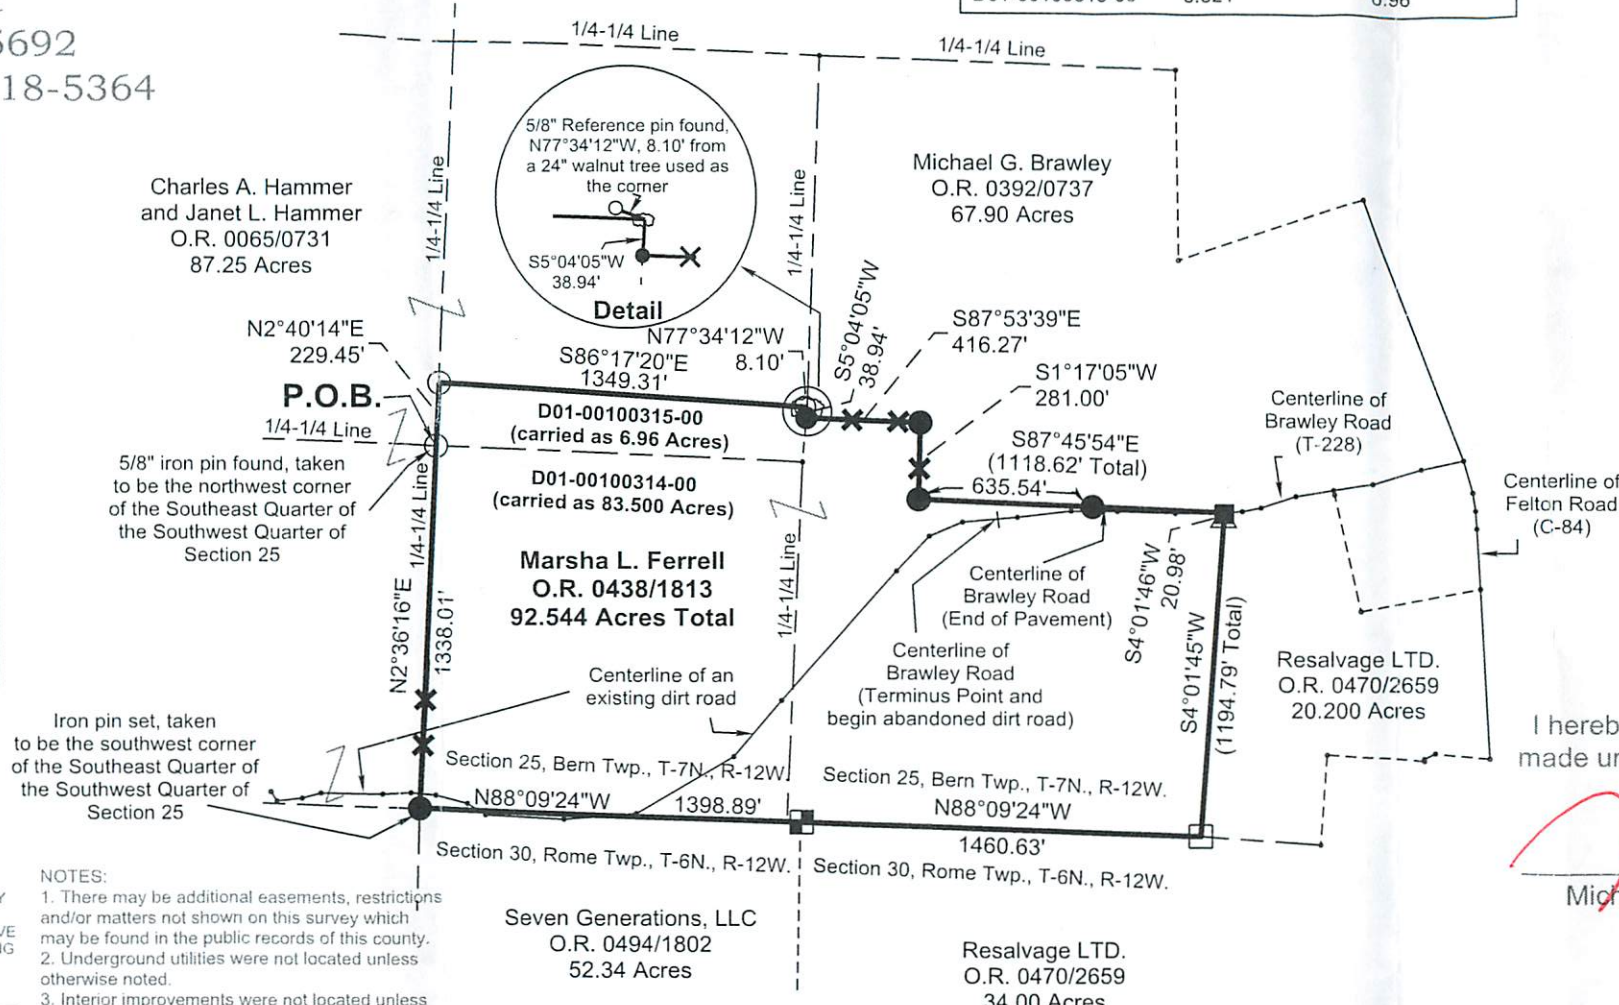 5692
18-5364
6.96
1/4-1/4 Line
1/4-1/4 Line
5/8" Reference pin found,
N77°34'12"W, 8.10' from
a 24" walnut tree used as
the corner
S5°04'05"W
38.94'
Detail
1/4-1/4 Line
1/4-1/4 Line
Michael G. Brawley
O.R. 0392/0737
67.90 Acres
Charles A. Hammer
and Janet L. Hammer
O.R. 0065/0731
87.25 Acres
N2°40'14"E
229.45'
P.O.B.
1/4-1/4 Line
N77°34'12"W
8.10'
S86°17'20"E
1349.31'
S5°04'05"W
38.94'
S87°53'39"E
416.27'
S1°17'05"W
281.00'
S87°45'54"E
(1118.62' Total)
635.54'
Centerline of
Brawley Road
(T-228)
Centerline of
Felton Road
(C-84)
D01-00100315-00
(carried as 6.96 Acres)
D01-00100314-00
(carried as 83.500 Acres)
5/8" iron pin found, taken
to be the northwest corner
of the Southeast Quarter of
the Southwest Quarter of
Section 25
1/4-1/4 Line
Marsha L. Ferrell
O.R. 0438/1813
92.544 Acres Total
1/4-1/4 Line
Centerline of
Brawley Road
(End of Pavement)
S4°01'46"W
20.98'
S4°01'45"W
(1194.79' Total)
N2°36'16"E
1338.01'
Centerline of an
existing dirt road
Centerline of
Brawley Road
(Terminus Point and
begin abandoned dirt road)
Resalvage LTD.
O.R. 0470/2659
20.200 Acres
Iron pin set, taken
to be the southwest corner
of the Southeast Quarter of
the Southwest Quarter of
Section 25
Section 25, Bern Twp., T-7N., R-12W.
Section 25, Bern Twp., T-7N., R-12W.
N88°09'24"W 1398.89'
N88°09'24"W
1460.63'
Section 30, Rome Twp., T-6N., R-12W.
Section 30, Rome Twp., T-6N., R-12W.
I hereb
made un
Mich
NOTES:
1. There may be additional easements, restrictions
and/or matters not shown on this survey which
may be found in the public records of this county.
2. Underground utilities were not located unless
otherwise noted.
3. Interior improvements were not located unless
Seven Generations, LLC
O.R. 0494/1802
52.34 Acres
Resalvage LTD.
O.R. 0470/2659
34.00 Acres